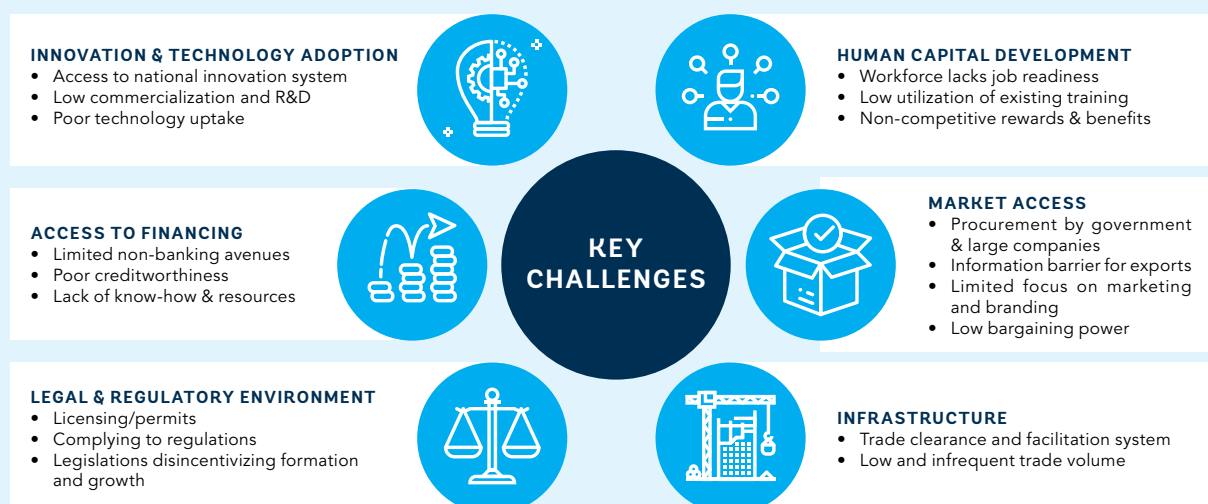 INNOVATION & TECHNOLOGY ADOPTION
• Access to national innovation system
• Low commercialization and R&D
• Poor technology uptake
HUMAN CAPITAL DEVELOPMENT
• Workforce lacks job readiness
• Low utilization of existing training
• Non-competitive rewards & benefits
ACCESS TO FINANCING
• Limited non-banking avenues
• Poor creditworthiness
• Lack of know-how & resources
KEY
CHALLENGES
MARKET ACCESS
• Procurement by government
& large companies
• Information barrier for exports
• Limited focus on marketing
and branding
• Low bargaining power
LEGAL & REGULATORY ENVIRONMENT
• Licensing/permits
• Complying to regulations
• Legislations disincentivizing formation
and growth
INFRASTRUCTURE
• Trade clearance and facilitation system
• Low and infrequent trade volume